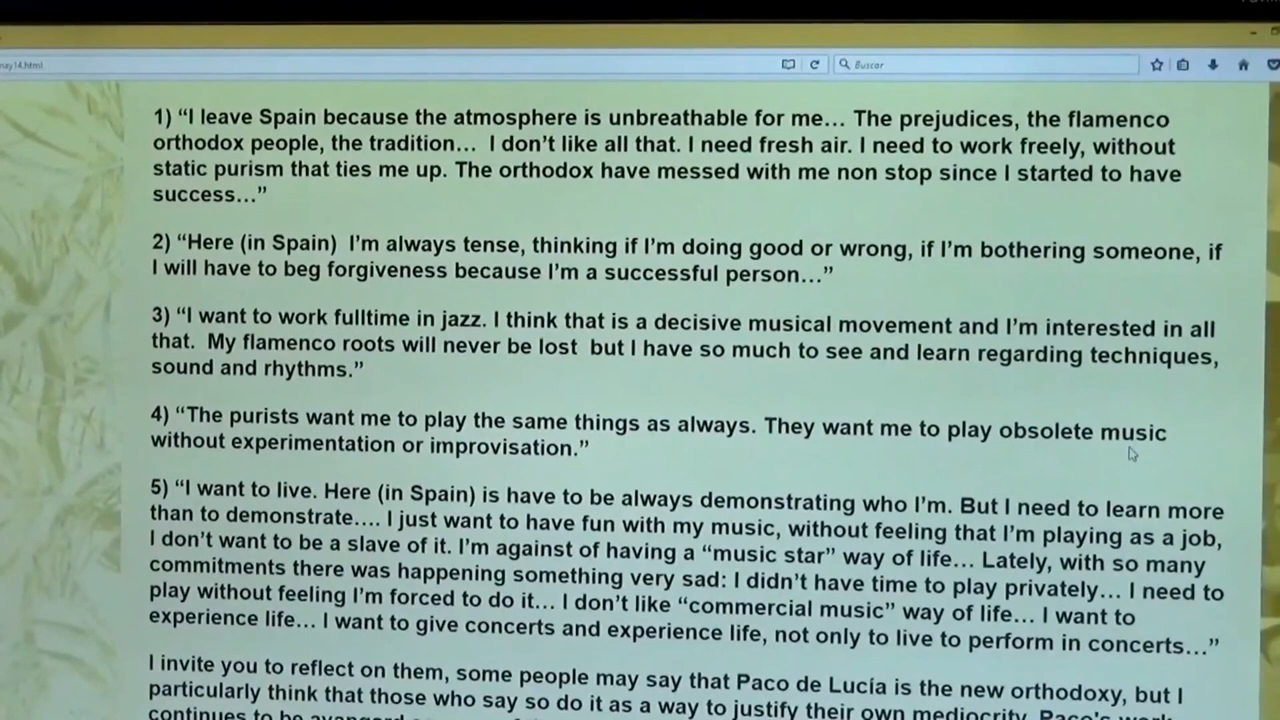 may14.html
Buscar
1) “I leave Spain because the atmosphere is unbreathable for me… The prejudices, the flamenco
orthodox people, the tradition…  I don’t like all that. I need fresh air. I need to work freely, without
static purism that ties me up. The orthodox have messed with me non stop since I started to have
success…”
2) “Here (in Spain)  I’m always tense, thinking if I’m doing good or wrong, if I’m bothering someone, if
I will have to beg forgiveness because I’m a successful person…”
3) “I want to work fulltime in jazz. I think that is a decisive musical movement and I’m interested in all
that.  My flamenco roots will never be lost  but I have so much to see and learn regarding techniques,
sound and rhythms.”
4) “The purists want me to play the same things as always. They want me to play obsolete music
without experimentation or improvisation.”
5) “I want to live. Here (in Spain) is have to be always demonstrating who I’m. But I need to learn more
than to demonstrate…. I just want to have fun with my music, without feeling that I’m playing as a job,
I don’t want to be a slave of it. I’m against of having a “music star” way of life… Lately, with so many
commitments there was happening something very sad: I didn’t have time to play privately… I need to
play without feeling I’m forced to do it… I don’t like “commercial music” way of life… I want to
experience life… I want to give concerts and experience life, not only to live to perform in concerts…”
I invite you to reflect on them, some people may say that Paco de Lucía is the new orthodoxy, but I
particularly think that those who say so do it as a way to justify their own mediocrity. Paco's work
continues to be